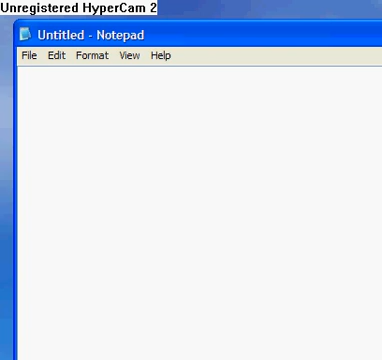 Unregistered HyperCam 2
Untitled - Notepad
File Edit Format View Help